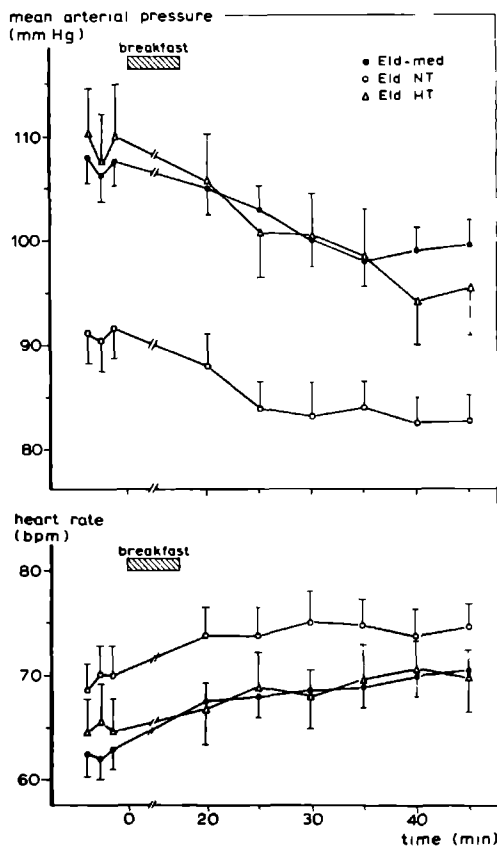 mean arterial pressure
(mm Hg)
breakfast
Eld-med
Eld NT
Eld HT
110
100
90
80
heart rate
(bpm)
breakfast
80
70
60
0 20 30 40
time (min)